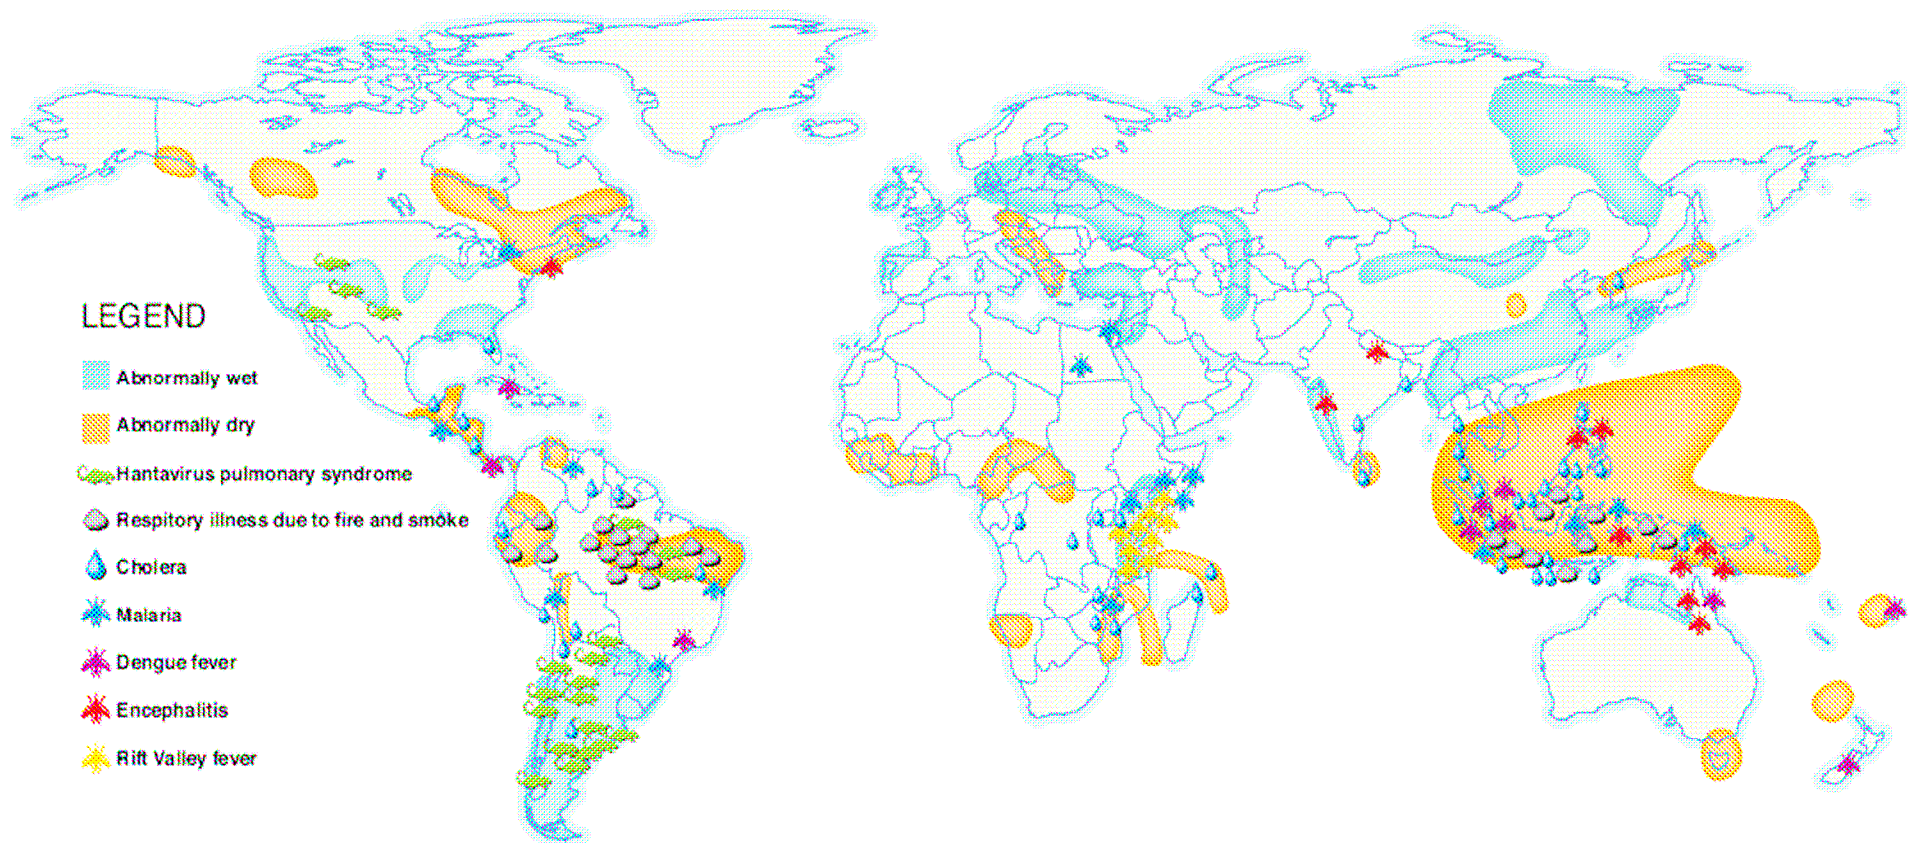 LEGEND
Abnormally wet
Abnormally dry
Hantavirus pulmonary syndrome
Respitory illness due to fire and smoke
Cholera
Malaria
Dengue fever
Encephalitis
Rift Valley fever